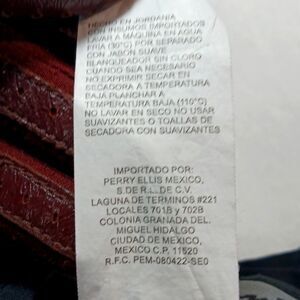 HECHO EN JORDANIA
CON INSUMOS IMPORTADOS
LAVAR A MÁQUINA EN AGUA
FRÍA (30°C) POR SEPARADO
CON JABÓN SUAVE
BLANQUEADOR SIN CLORO
CUANDO SEA NECESARIO
NO EXPRIMIR SECAR EN
SECADORA A TEMPERATURA
BAJA PLANCHAR A
TEMPERATURA BAJA (110°C)
NO LAVAR EN SECO NO USAR
SUAVIZANTES O TOALLAS DE
SECADORA CON SUAVIZANTES
IMPORTADO POR:
PERRY ELLIS MEXICO,
S.DE R.L. DE C.V.
LAGUNA DE TERMINOS #221
LOCALES 701B y 702B
COLONIA GRANADA DEL.
MIGUEL HIDALGO
CIUDAD DE MEXICO,
MEXICO C.P. 11520
R.F.C. PEM-080422-SE0